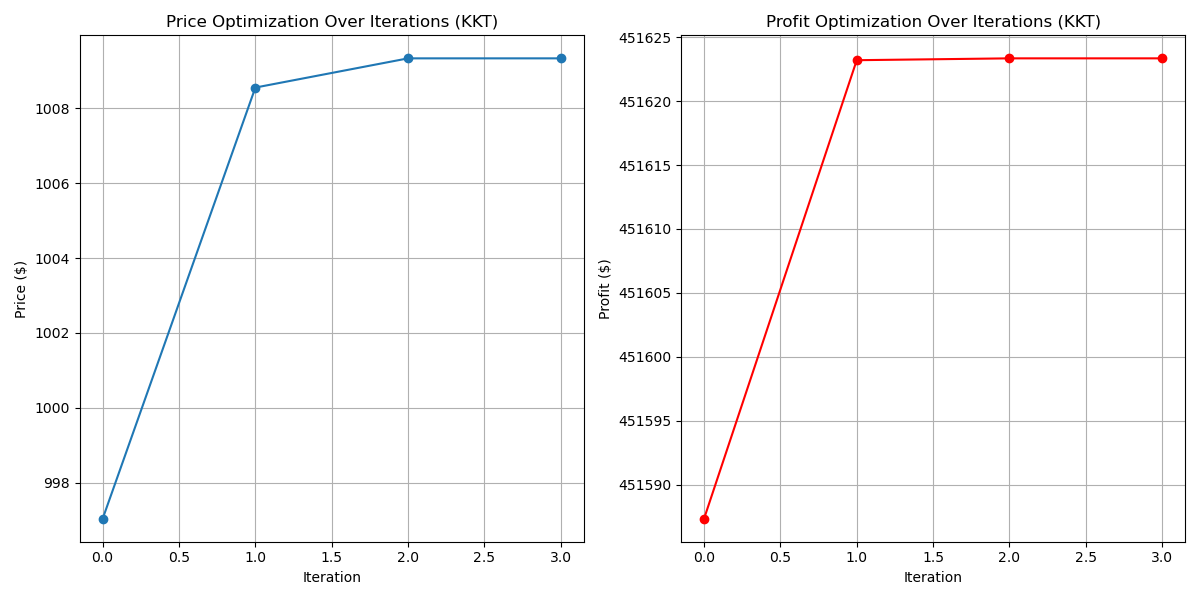 Price Optimization Over Iterations (KKT)
Price ($)
1008
1006
1004
1002
1000
998
0.0 0.5 1.0 1.5 2.0 2.5 3.0
Iteration
Profit Optimization Over Iterations (KKT)
Profit ($)
451625
451620
451615
451610
451605
451600
451595
451590
0.0 0.5 1.0 1.5 2.0 2.5 3.0
Iteration